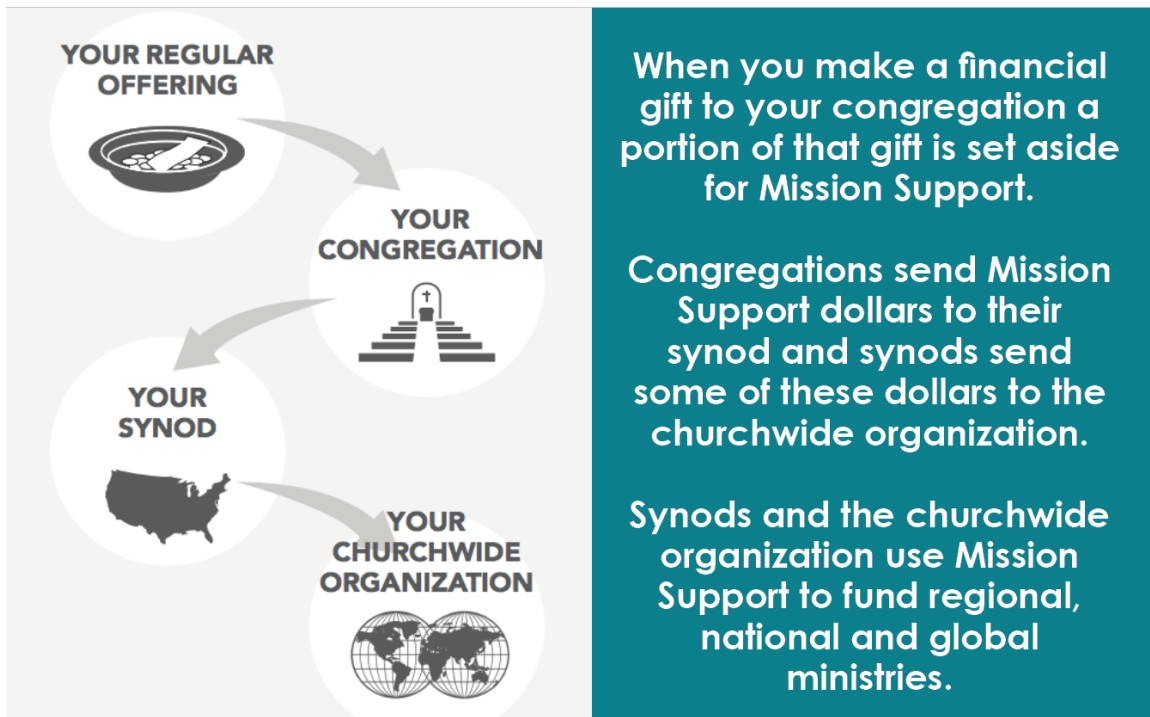 YOUR REGULAR
OFFERING
YOUR
CONGREGATION
YOUR
SYNOD
YOUR
CHURCHWIDE
ORGANIZATION
When you make a financial
gift to your congregation a
portion of that gift is set aside
for Mission Support.
Congregations send Mission
Support dollars to their
synod and synods send
some of these dollars to the
churchwide organization.
Synods and the churchwide
organization use Mission
Support to fund regional,
national and global
ministries.